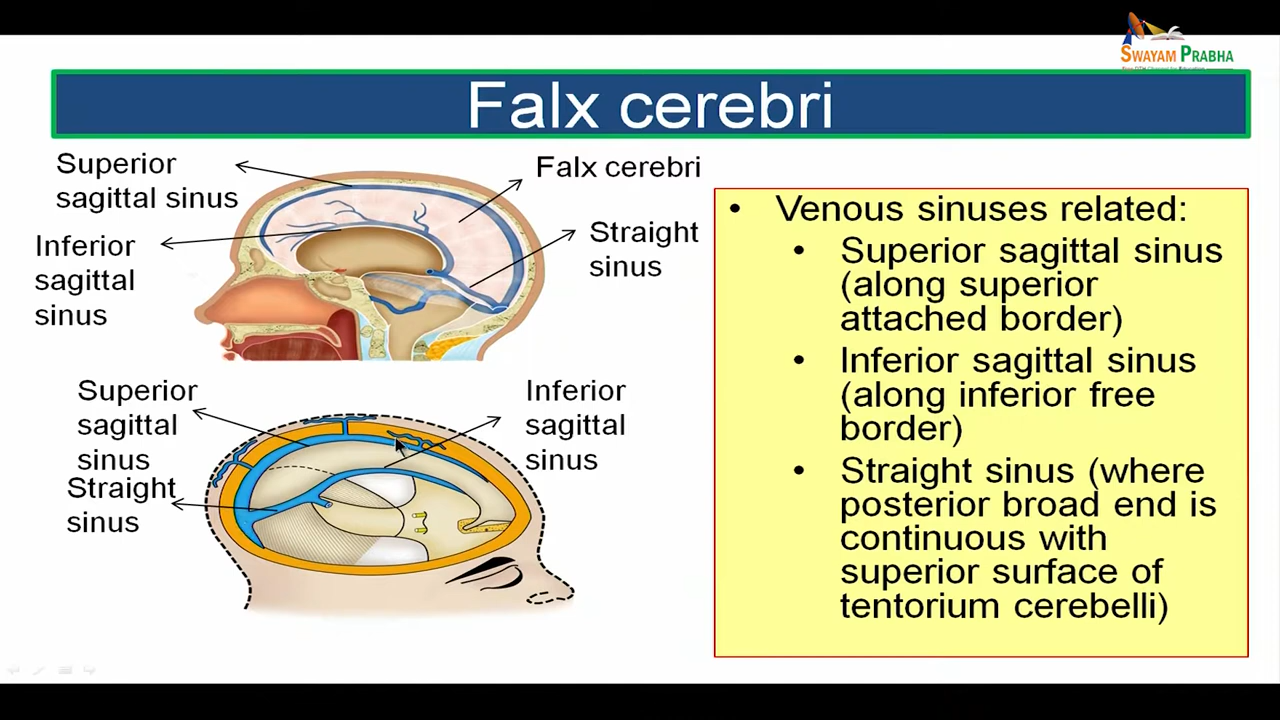 SWAYAM PRABHA
Falx cerebri
Superior
sagittal sinus
Falx cerebri
Inferior
sagittal
sinus
Straight
sinus
Superior
sagittal
sinus
Straight
sinus
Inferior
sagittal
sinus
• Venous sinuses related:
• Superior sagittal sinus
(along superior
attached border)
• Inferior sagittal sinus
(along inferior free
border)
• Straight sinus (where
posterior broad end is
continuous with
superior surface of
tentorium cerebelli)